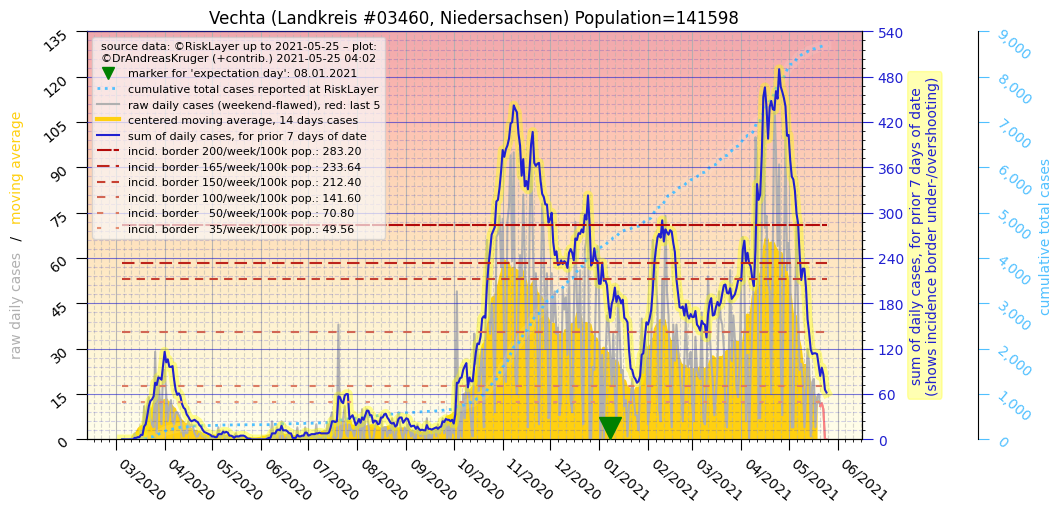 Vechta (Landkreis #03460, Niedersachsen) Population=141598
source data: ©RiskLayer up to 2021-05-25 – plot:
©DrAndreasKruger (+contrib.) 2021-05-25 04:02
marker for 'expectation day': 08.01.2021
cumulative total cases reported at RiskLayer
raw daily cases (weekend-flawed), red: last 5
centered moving average, 14 days cases
sum of daily cases, for prior 7 days of date
incid. border 200/week/100k pop.: 283.20
incid. border 165/week/100k pop.: 233.64
incid. border 150/week/100k pop.: 212.40
incid. border 100/week/100k pop.: 141.60
incid. border   50/week/100k pop.: 70.80
incid. border   35/week/100k pop.: 49.56
raw daily cases / moving average
135
120
105
90
75
60
45
30
15
0
540
480
420
360
300
240
180
120
60
0
sum of daily cases, for prior 7 days of date
(shows incidence border under-/overshooting)
9,000
8,000
7,000
6,000
5,000
4,000
3,000
2,000
1,000
0
cumulative total cases
03/2020
04/2020
05/2020
06/2020
07/2020
08/2020
09/2020
10/2020
11/2020
12/2020
01/2021
02/2021
03/2021
04/2021
05/2021
06/2021